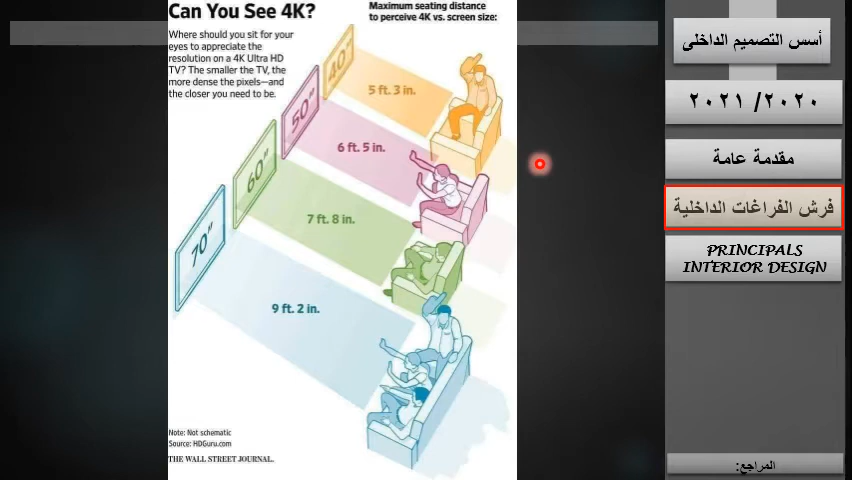 Can You See 4K?
Where should you sit for your
eyes to appreciate the
resolution on a 4K Ultra HD
TV? The smaller the TV, the
more dense the pixels—and
the closer you need to be.
Maximum seating distance
to perceive 4K vs. screen size:
40"
5 ft. 3 in.
50"
6 ft. 5 in.
60"
7 ft. 8 in.
70"
9 ft. 2 in.
Note: Not schematic
Source: HDGuru.com
THE WALL STREET JOURNAL.
أسس التصميم الداخلى
٢٠٢٠/ ٢٠٢١
مقدمة عامة
فرش الفراغات الداخلية
PRINCIPALS
INTERIOR DESIGN
المراجع: